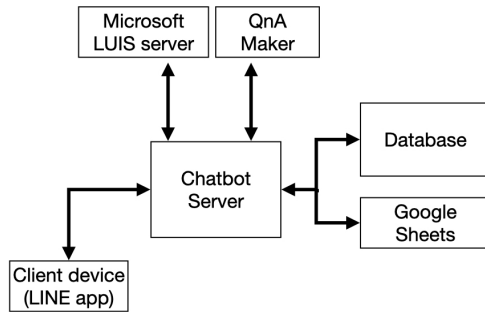 Microsoft
LUIS server
QnA
Maker
Chatbot
Server
Database
Google
Sheets
Client device
(LINE app)